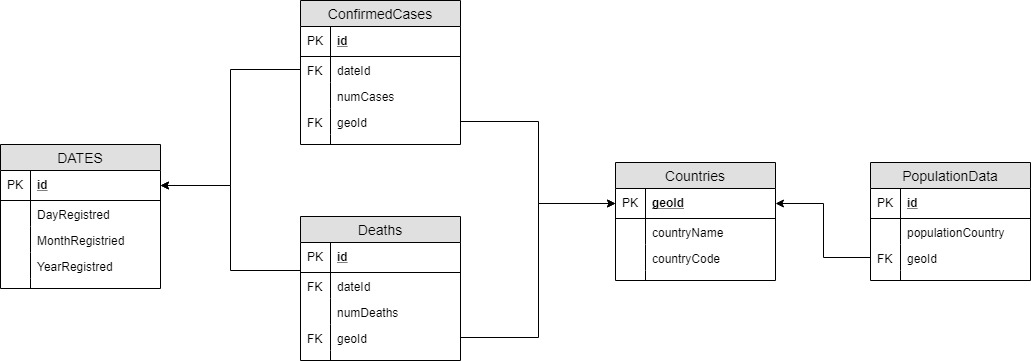 ConfirmedCases
PK id
FK dateId
numCases
FK geoId
DATES
PK id
DayRegistred
MonthRegistried
YearRegistred
Deaths
PK id
FK dateId
numDeaths
FK geoId
Countries
PK geoId
countryName
countryCode
PopulationData
PK id
populationCountry
FK geoId